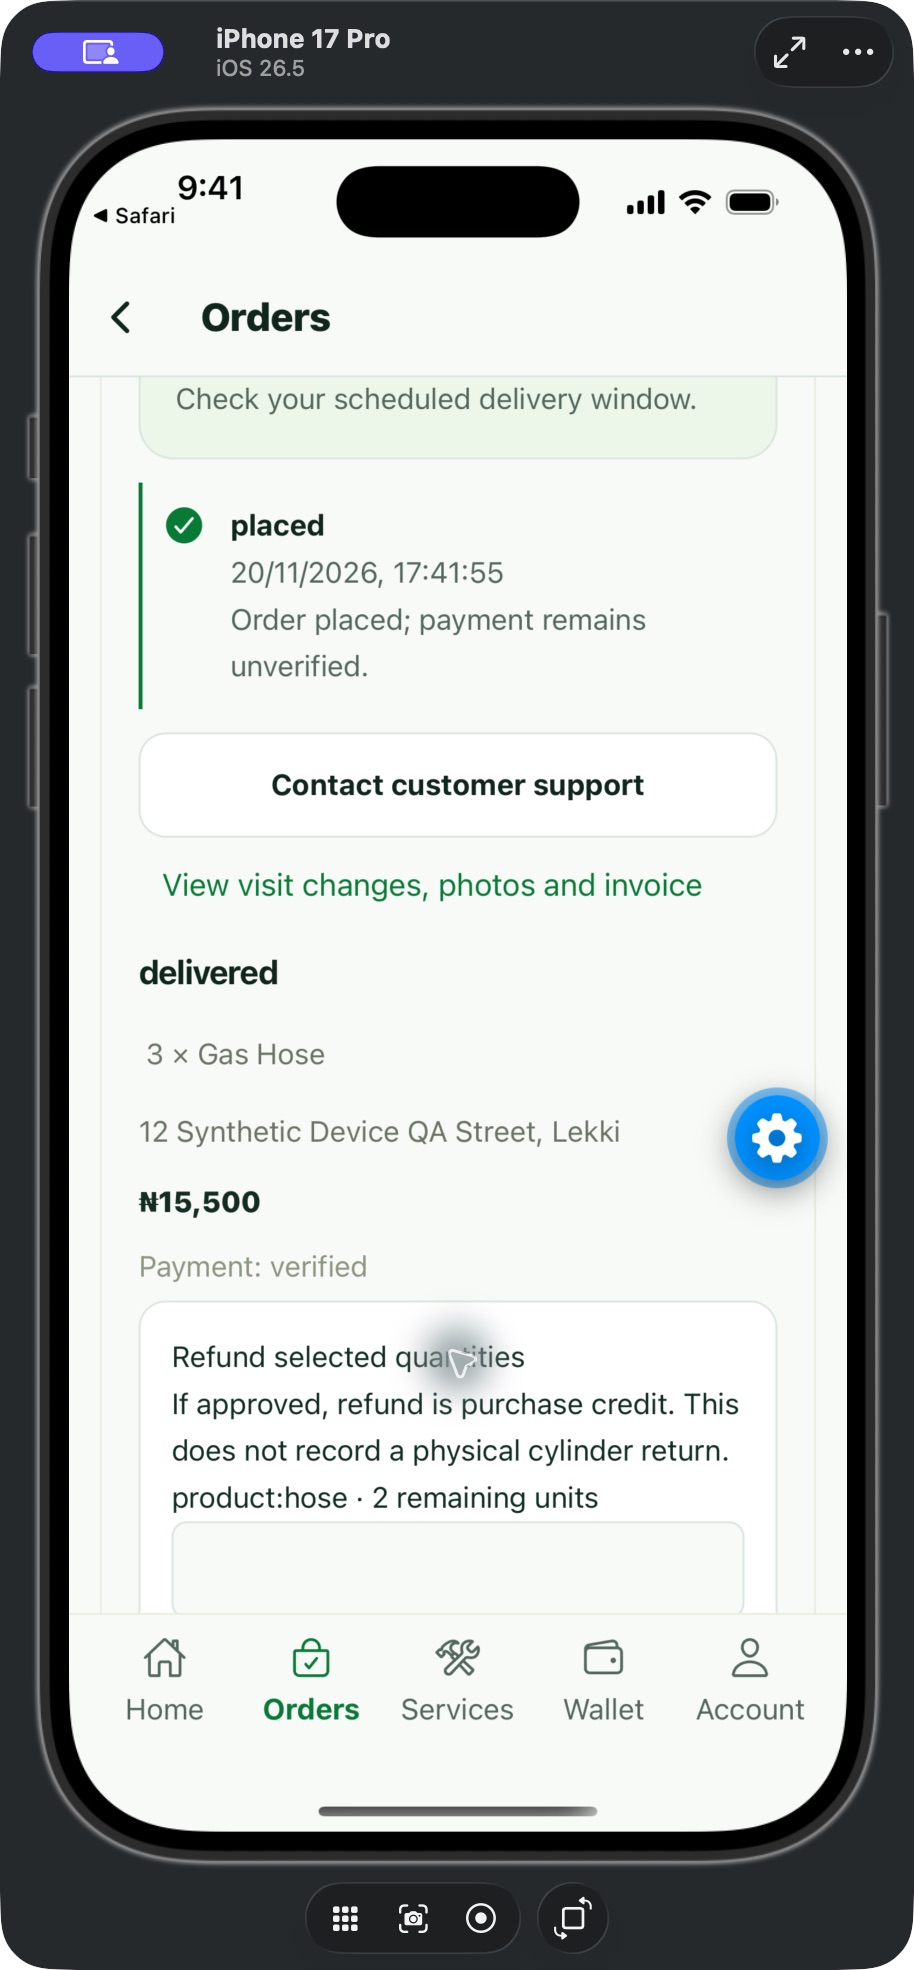 iPhone 17 Pro
iOS 26.5
9:41
◀ Safari
Orders
Check your scheduled delivery window.
placed
20/11/2026, 17:41:55
Order placed; payment remains
unverified.
Contact customer support
View visit changes, photos and invoice
delivered
3 × Gas Hose
12 Synthetic Device QA Street, Lekki
₦15,500
Payment: verified
Refund selected quantities
If approved, refund is purchase credit. This
does not record a physical cylinder return.
product:hose · 2 remaining units
Home
Orders
Services
Wallet
Account